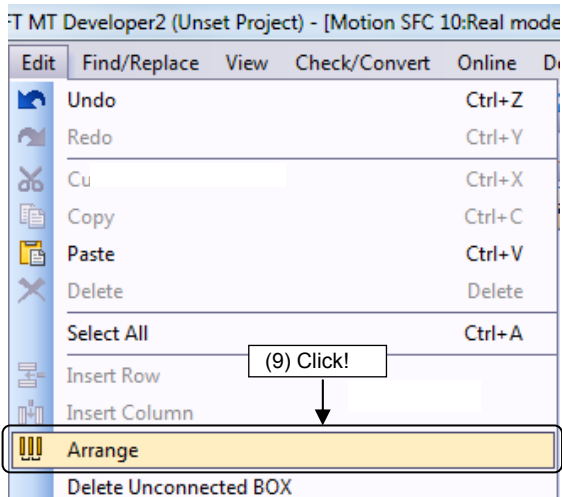 FT MT Developer2 (Unset Project) - [Motion SFC 10:Real mode
Edit Find/Replace View Check/Convert Online
Undo Ctrl+Z
Redo Ctrl+Y
Ctrl+X
Copy Ctrl+C
Paste Ctrl+V
Delete Delete
Select All Ctrl+A
(9) Click!
Insert Row
Insert Column
Arrange
Delete Unconnected BOX